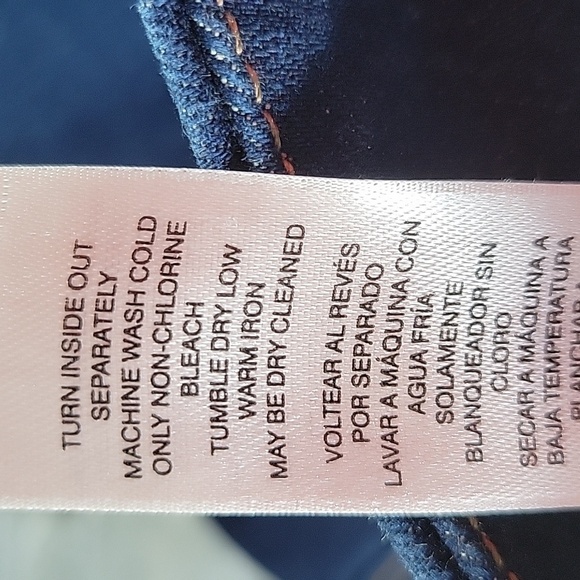 TURN INSIDE OUT
SEPARATELY
MACHINE WASH COLD
ONLY NON-CHLORINE
BLEACH
TUMBLE DRY LOW
WARM IRON
MAY BE DRY CLEANED
VOLTEAR AL REVÉS
POR SEPARADO
LAVAR A MÁQUINA CON
AGUA FRÍA
SOLAMENTE
BLANQUEADOR SIN
CLORO
SECAR A MÁQUINA A
BAJA TEMPERATURA